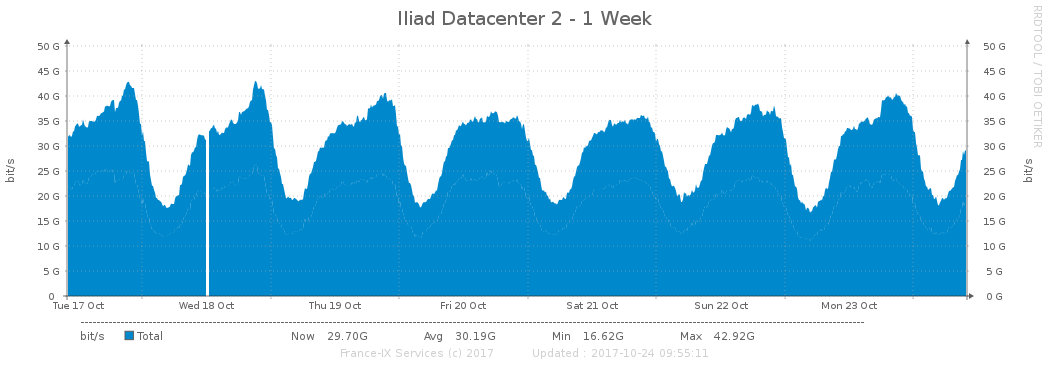 Iliad Datacenter 2 - 1 Week
RRDTOOL / TOBI OETIKER
bit/s
50 G 50 G
45 G 45 G
40 G 40 G
35 G 35 G
30 G 30 G
25 G 25 G
20 G 20 G
15 G 15 G
10 G 10 G
5 G 5 G
0 0 G
bit/s
Tue 17 Oct Wed 18 Oct Thu 19 Oct Fri 20 Oct Sat 21 Oct Sun 22 Oct Mon 23 Oct
bit/s Total Now 29.70G Avg 30.19G Min 16.62G Max 42.92G
France-IX Services (c) 2017 Updated : 2017-10-24 09:55:11